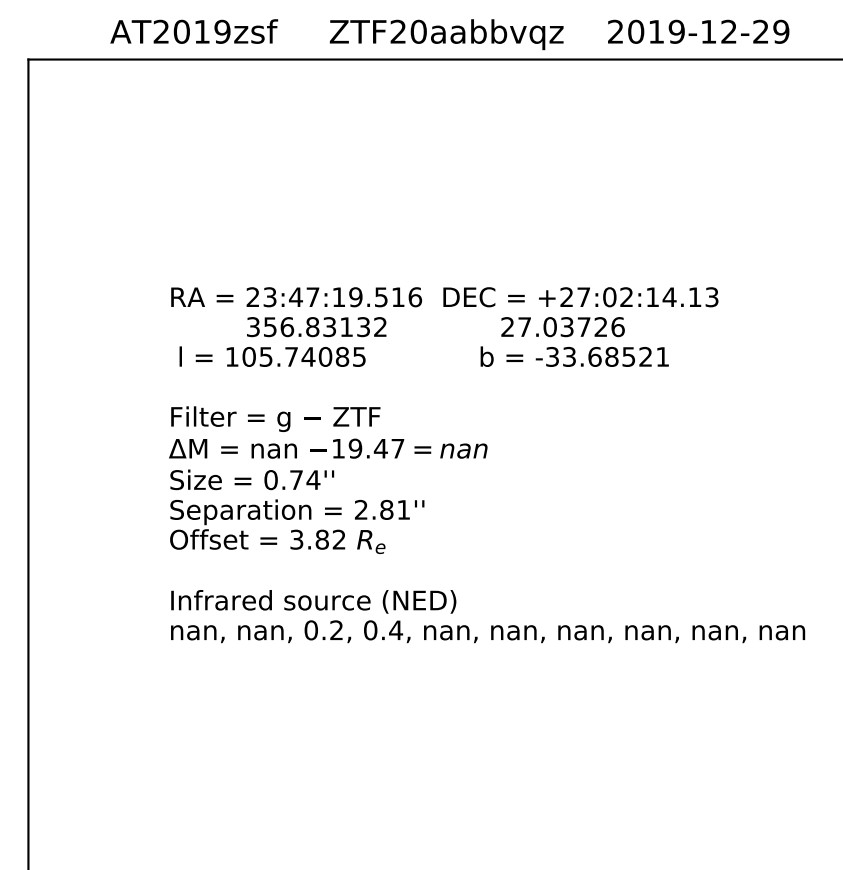 AT2019zsf ZTF20aabbvqz 2019-12-29
RA = 23:47:19.516 DEC = +27:02:14.13
356.83132 27.03726
l = 105.74085 b = -33.68521
Filter = g − ZTF
ΔM = nan −19.47 = nan
Size = 0.74''
Separation = 2.81''
Offset = 3.82 Re
Infrared source (NED)
nan, nan, 0.2, 0.4, nan, nan, nan, nan, nan, nan